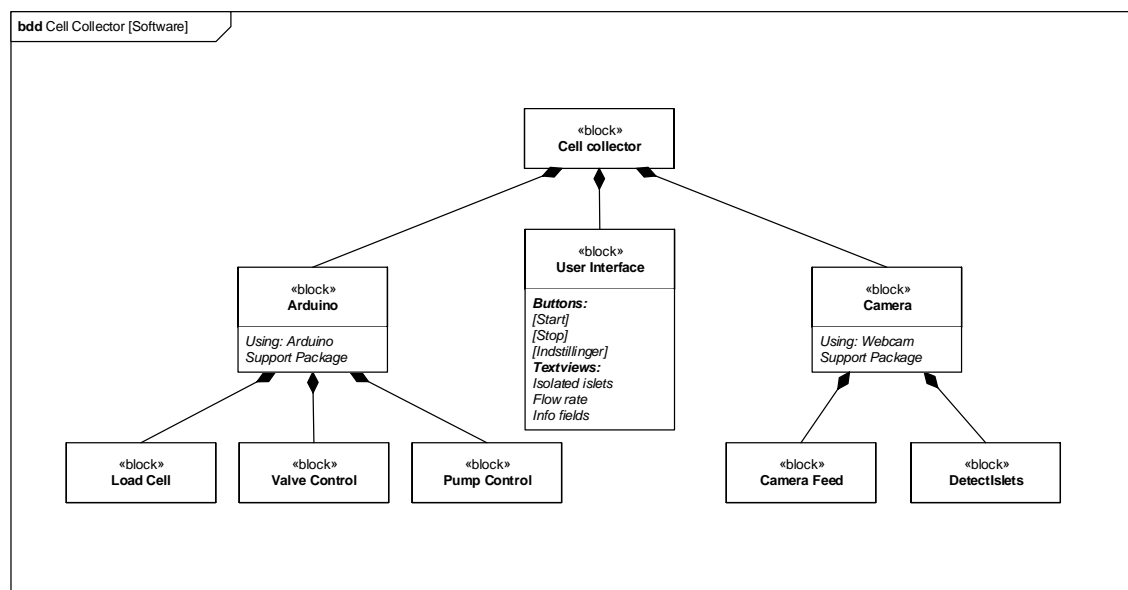 bdd Cell Collector [Software]
«block»
Cell collector
«block»
Arduino
Using: Arduino
Support Package
«block»
User Interface
Buttons:
[Start]
[Stop]
[Indstillinger]
Textviews:
Isolated islets
Flow rate
Info fields
«block»
Camera
Using: Webcam
Support Package
«block»
Load Cell
«block»
Valve Control
«block»
Pump Control
«block»
Camera Feed
«block»
DetectIslets